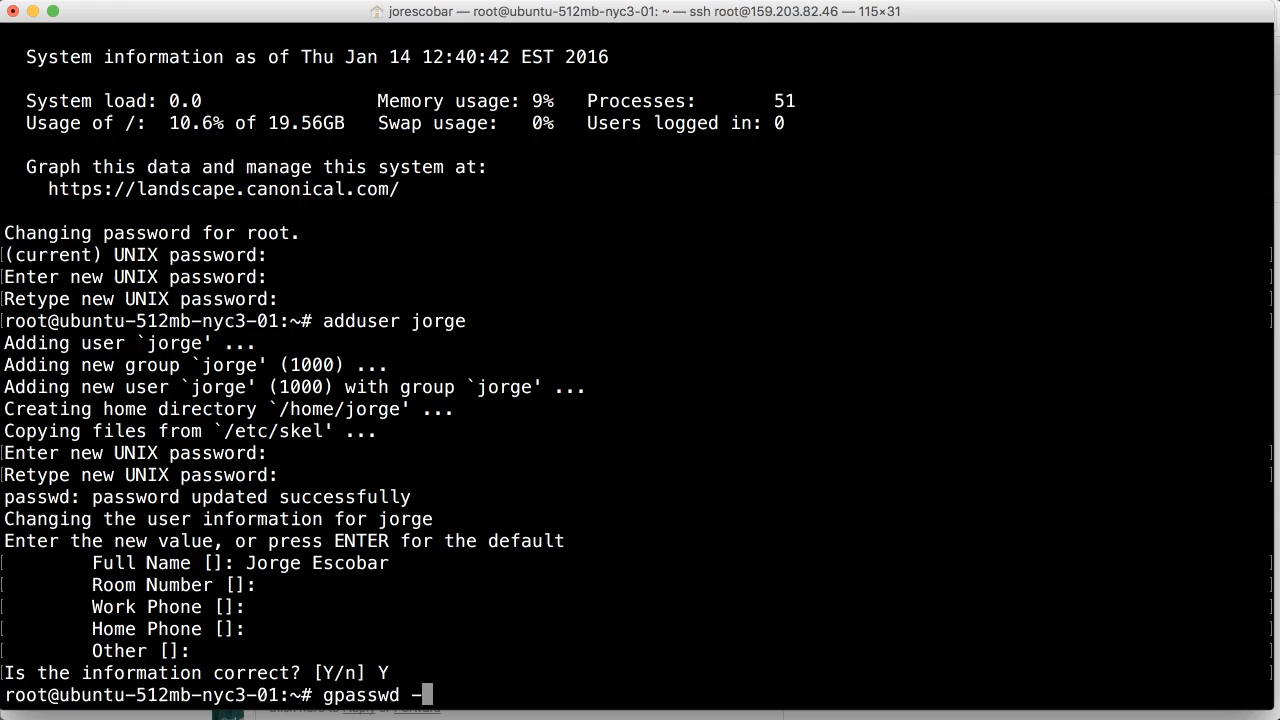 jorescobar — root@ubuntu-512mb-nyc3-01: ~ — ssh root@159.203.82.46 — 115×31
System information as of Thu Jan 14 12:40:42 EST 2016
System load: 0.0 Memory usage: 9% Processes: 51
Usage of /: 10.6% of 19.56GB Swap usage: 0% Users logged in: 0
Graph this data and manage this system at:
https://landscape.canonical.com/
Changing password for root.
(current) UNIX password:
Enter new UNIX password:
Retype new UNIX password:
root@ubuntu-512mb-nyc3-01:~# adduser jorge
Adding user `jorge' ...
Adding new group `jorge' (1000) ...
Adding new user `jorge' (1000) with group `jorge' ...
Creating home directory `/home/jorge' ...
Copying files from `/etc/skel' ...
Enter new UNIX password:
Retype new UNIX password:
passwd: password updated successfully
Changing the user information for jorge
Enter the new value, or press ENTER for the default
Full Name []: Jorge Escobar
Room Number []:
Work Phone []:
Home Phone []:
Other []:
Is the information correct? [Y/n] Y
root@ubuntu-512mb-nyc3-01:~# gpasswd -